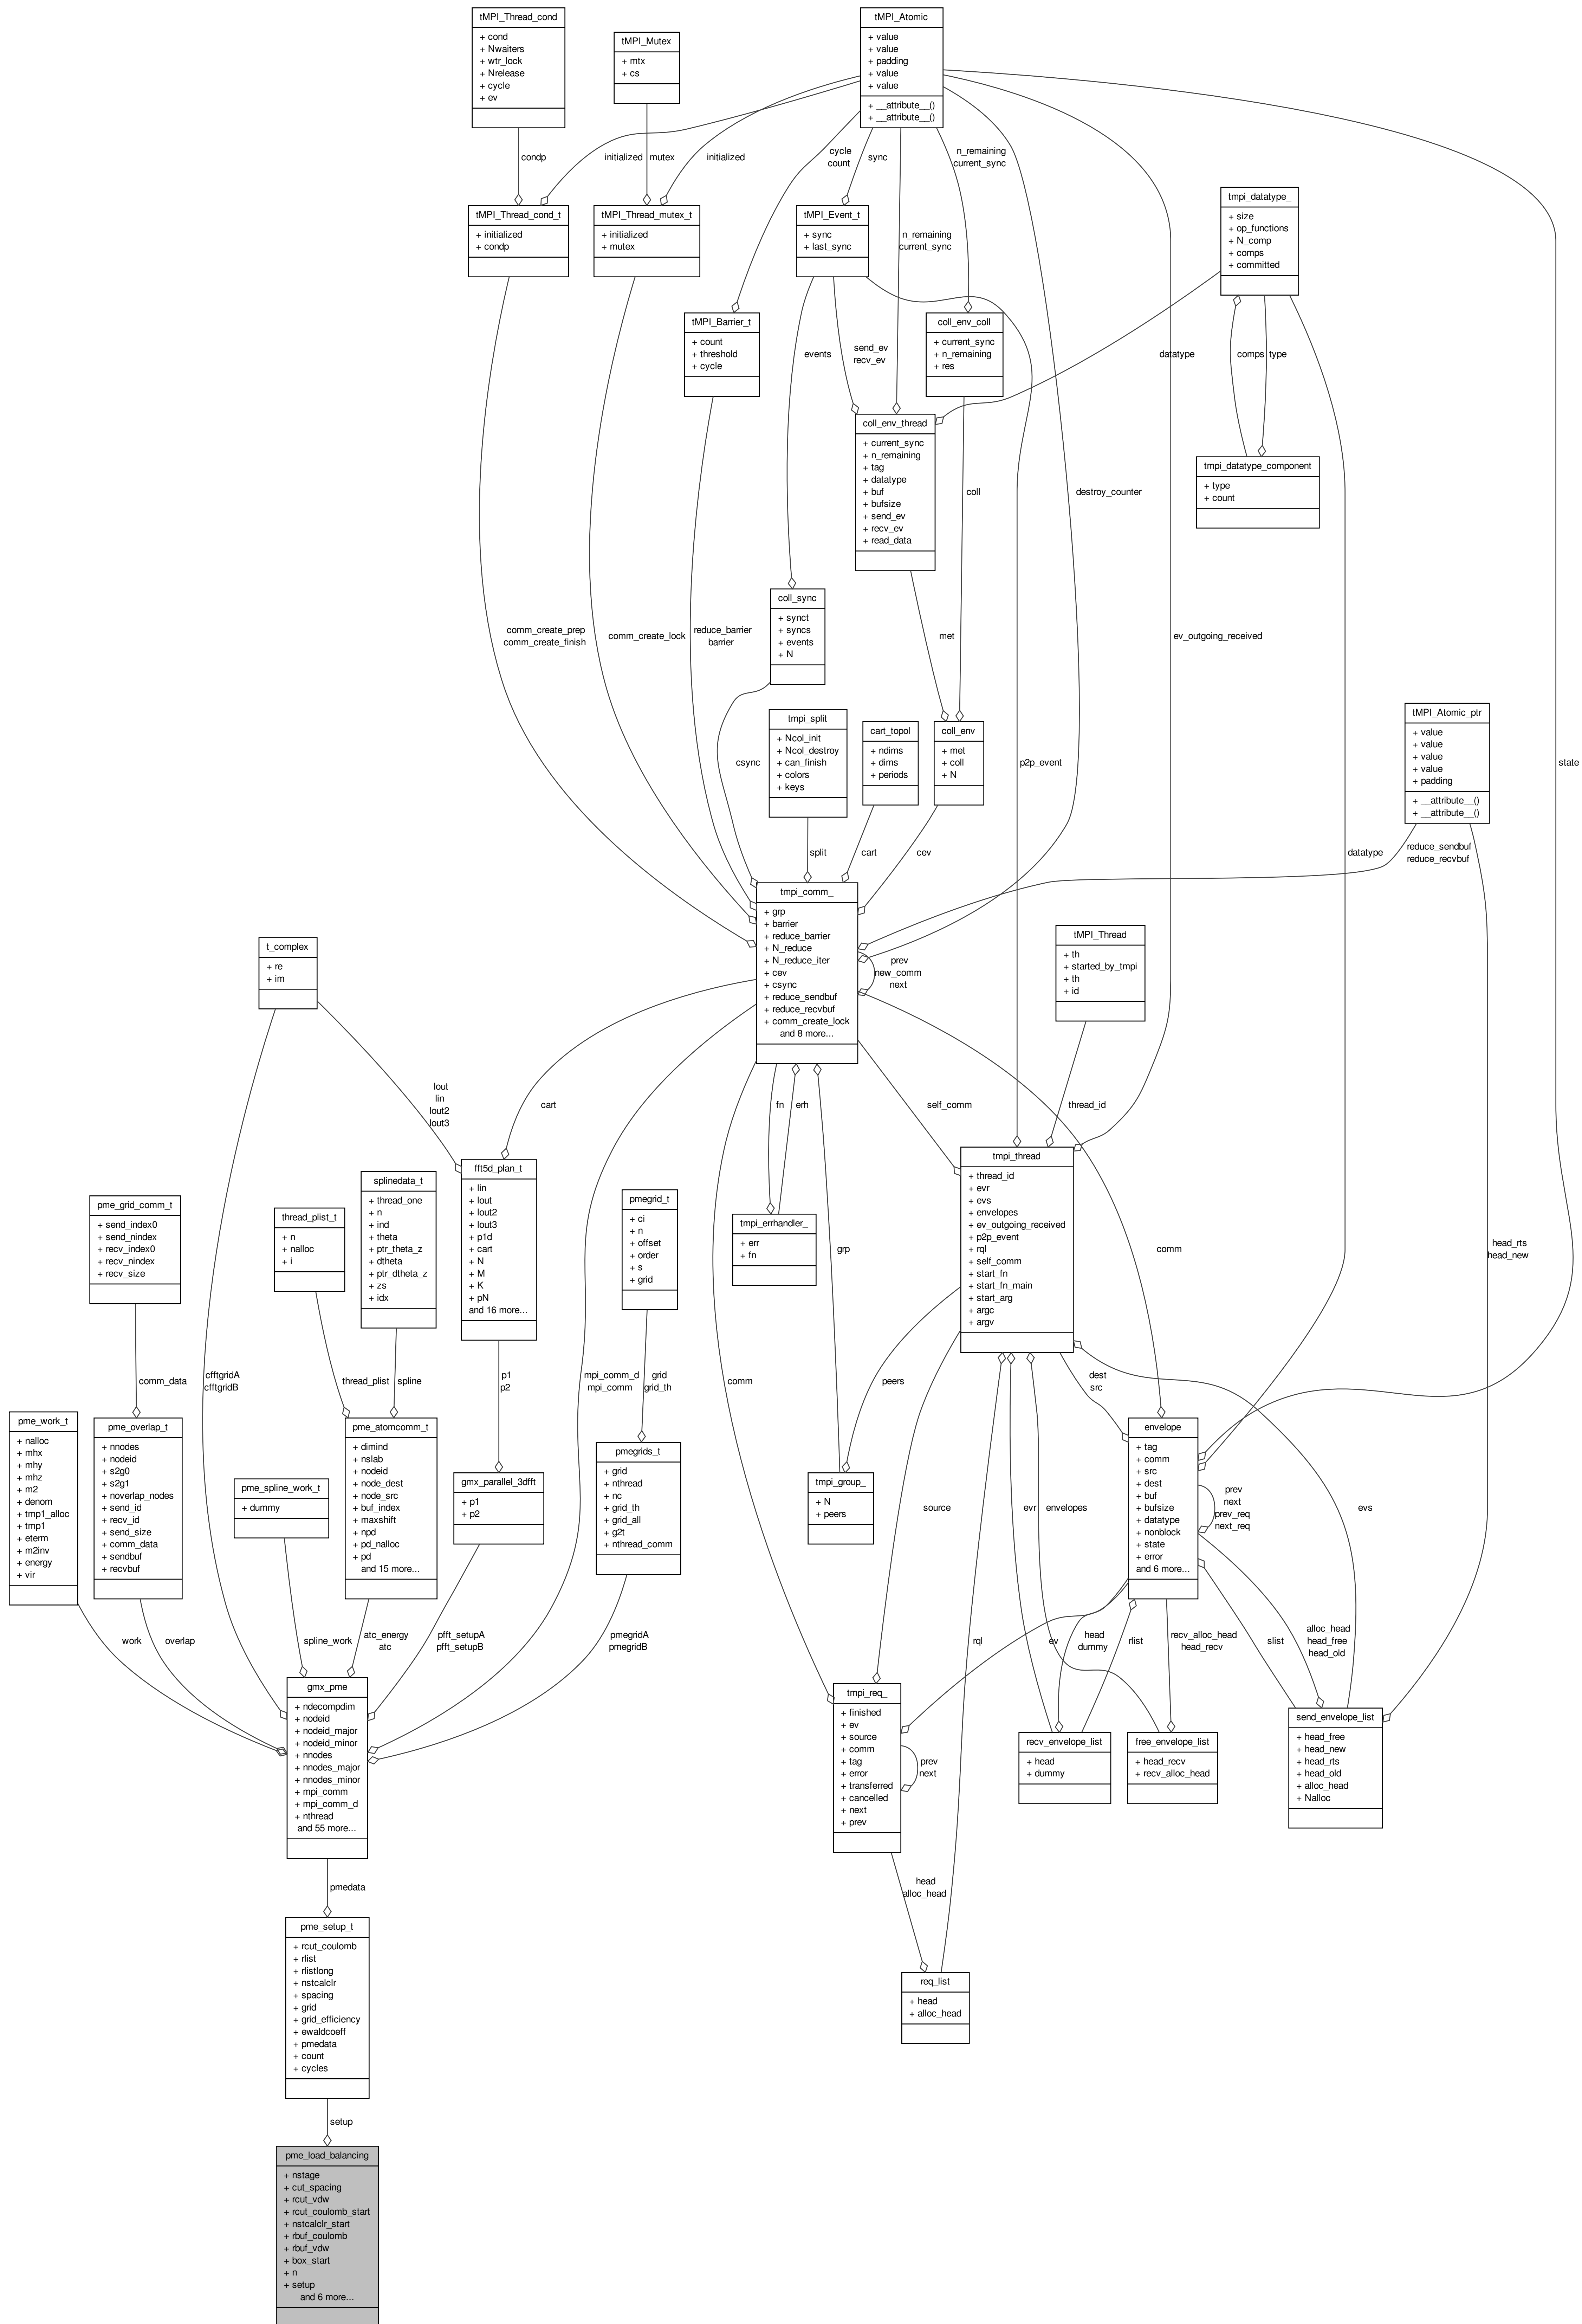 tMPI_Thread_cond
+ cond
+ Nwaiters
+ wtr_lock
+ Nrelease
+ cycle
+ ev
tMPI_Mutex
+ mtx
+ cs
tMPI_Atomic
+ value
+ value
+ padding
+ value
+ value
+ __attribute__()
+ __attribute__()
condp
initialized
mutex
initialized
cycle
count
sync
n_remaining
current_sync
tMPI_Thread_cond_t
+ initialized
+ condp
tMPI_Thread_mutex_t
+ initialized
+ mutex
tMPI_Event_t
+ sync
+ last_sync
n_remaining
current_sync
tmpi_datatype_
+ size
+ op_functions
+ N_comp
+ comps
+ committed
tMPI_Barrier_t
+ count
+ threshold
+ cycle
events
send_ev
recv_ev
coll_env_coll
+ current_sync
+ n_remaining
+ res
datatype
comps
type
coll_env_thread
+ current_sync
+ n_remaining
+ tag
+ datatype
+ buf
+ bufsize
+ send_ev
+ recv_ev
+ read_data
coll
destroy_counter
tmpi_datatype_component
+ type
+ count
coll_sync
+ synct
+ syncs
+ events
+ N
comm_create_prep
comm_create_finish
comm_create_lock
reduce_barrier
barrier
met
ev_outgoing_received
tmpi_split
+ Ncol_init
+ Ncol_destroy
+ can_finish
+ colors
+ keys
cart_topol
+ ndims
+ dims
+ periods
coll_env
+ met
+ coll
+ N
tMPI_Atomic_ptr
+ value
+ value
+ value
+ value
+ padding
+ __attribute__()
+ __attribute__()
csync
p2p_event
state
split
cart
cev
datatype
reduce_sendbuf
reduce_recvbuf
tmpi_comm_
+ grp
+ barrier
+ reduce_barrier
+ N_reduce
+ N_reduce_iter
+ cev
+ csync
+ reduce_sendbuf
+ reduce_recvbuf
+ comm_create_lock
and 8 more...
prev
new_comm
next
tMPI_Thread
+ th
+ started_by_tmpi
+ th
+ id
t_complex
+ re
+ im
lout
lin
lout2
lout3
cart
fn
erh
self_comm
thread_id
fft5d_plan_t
+ lin
+ lout
+ lout2
+ lout3
+ p1d
+ cart
+ N
+ M
+ K
+ pN
and 16 more...
splinedata_t
+ thread_one
+ n
+ ind
+ theta
+ ptr_theta_z
+ dtheta
+ ptr_dtheta_z
+ zs
+ idx
thread_plist_t
+ n
+ nalloc
+ i
pme_grid_comm_t
+ send_index0
+ send_nindex
+ recv_index0
+ recv_nindex
+ recv_size
pmegrid_t
+ ci
+ n
+ offset
+ order
+ s
+ grid
tmpi_errhandler_
+ err
+ fn
grp
tmpi_thread
+ thread_id
+ evr
+ evs
+ envelopes
+ ev_outgoing_received
+ p2p_event
+ rql
+ self_comm
+ start_fn
+ start_fn_main
+ start_arg
+ argc
+ argv
comm
head_rts
head_new
comm_data
cfftgridA
cfftgridB
thread_plist
spline
p1
p2
mpi_comm_d
mpi_comm
grid
grid_th
comm
peers
dest
src
pme_work_t
+ nalloc
+ mhx
+ mhy
+ mhz
+ m2
+ denom
+ tmp1_alloc
+ tmp1
+ eterm
+ m2inv
+ energy
+ vir
pme_overlap_t
+ nnodes
+ nodeid
+ s2g0
+ s2g1
+ noverlap_nodes
+ send_id
+ recv_id
+ send_size
+ comm_data
+ sendbuf
+ recvbuf
pme_spline_work_t
+ dummy
pme_atomcomm_t
+ dimind
+ nslab
+ nodeid
+ node_dest
+ node_src
+ buf_index
+ maxshift
+ npd
+ pd_nalloc
+ pd
and 15 more...
gmx_parallel_3dfft
+ p1
+ p2
pmegrids_t
+ grid
+ nthread
+ nc
+ grid_th
+ grid_all
+ g2t
+ nthread_comm
tmpi_group_
+ N
+ peers
source
evr
envelopes
envelope
+ tag
+ comm
+ src
+ dest
+ buf
+ bufsize
+ datatype
+ nonblock
+ state
+ error
and 6 more...
prev
next
prev_req
next_req
evs
work
overlap
spline_work
atc_energy
atc
pfft_setupA
pfft_setupB
pmegridA
pmegridB
rql
ev
head
dummy
rlist
recv_alloc_head
head_recv
slist
alloc_head
head_free
head_old
gmx_pme
+ ndecompdim
+ nodeid
+ nodeid_major
+ nodeid_minor
+ nnodes
+ nnodes_major
+ nnodes_minor
+ mpi_comm
+ mpi_comm_d
+ nthread
and 55 more...
tmpi_req_
+ finished
+ ev
+ source
+ comm
+ tag
+ error
+ transferred
+ cancelled
+ next
+ prev
prev
next
recv_envelope_list
+ head
+ dummy
free_envelope_list
+ head_recv
+ recv_alloc_head
send_envelope_list
+ head_free
+ head_new
+ head_rts
+ head_old
+ alloc_head
+ Nalloc
pmedata
head
alloc_head
pme_setup_t
+ rcut_coulomb
+ rlist
+ rlistlong
+ nstcalclr
+ spacing
+ grid
+ grid_efficiency
+ ewaldcoeff
+ pmedata
+ count
+ cycles
req_list
+ head
+ alloc_head
setup
pme_load_balancing
+ nstage
+ cut_spacing
+ rcut_vdw
+ rcut_coulomb_start
+ nstcalclr_start
+ rbuf_coulomb
+ rbuf_vdw
+ box_start
+ n
+ setup
and 6 more...